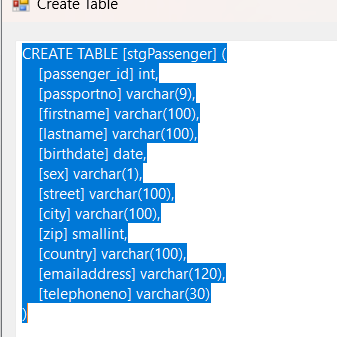 Create Table
CREATE TABLE [stgPassenger] (
[passenger_id] int,
[passportno] varchar(9),
[firstname] varchar(100),
[lastname] varchar(100),
[birthdate] date,
[sex] varchar(1),
[street] varchar(100),
[city] varchar(100),
[zip] smallint,
[country] varchar(100),
[emailaddress] varchar(120),
[telephoneno] varchar(30)
)